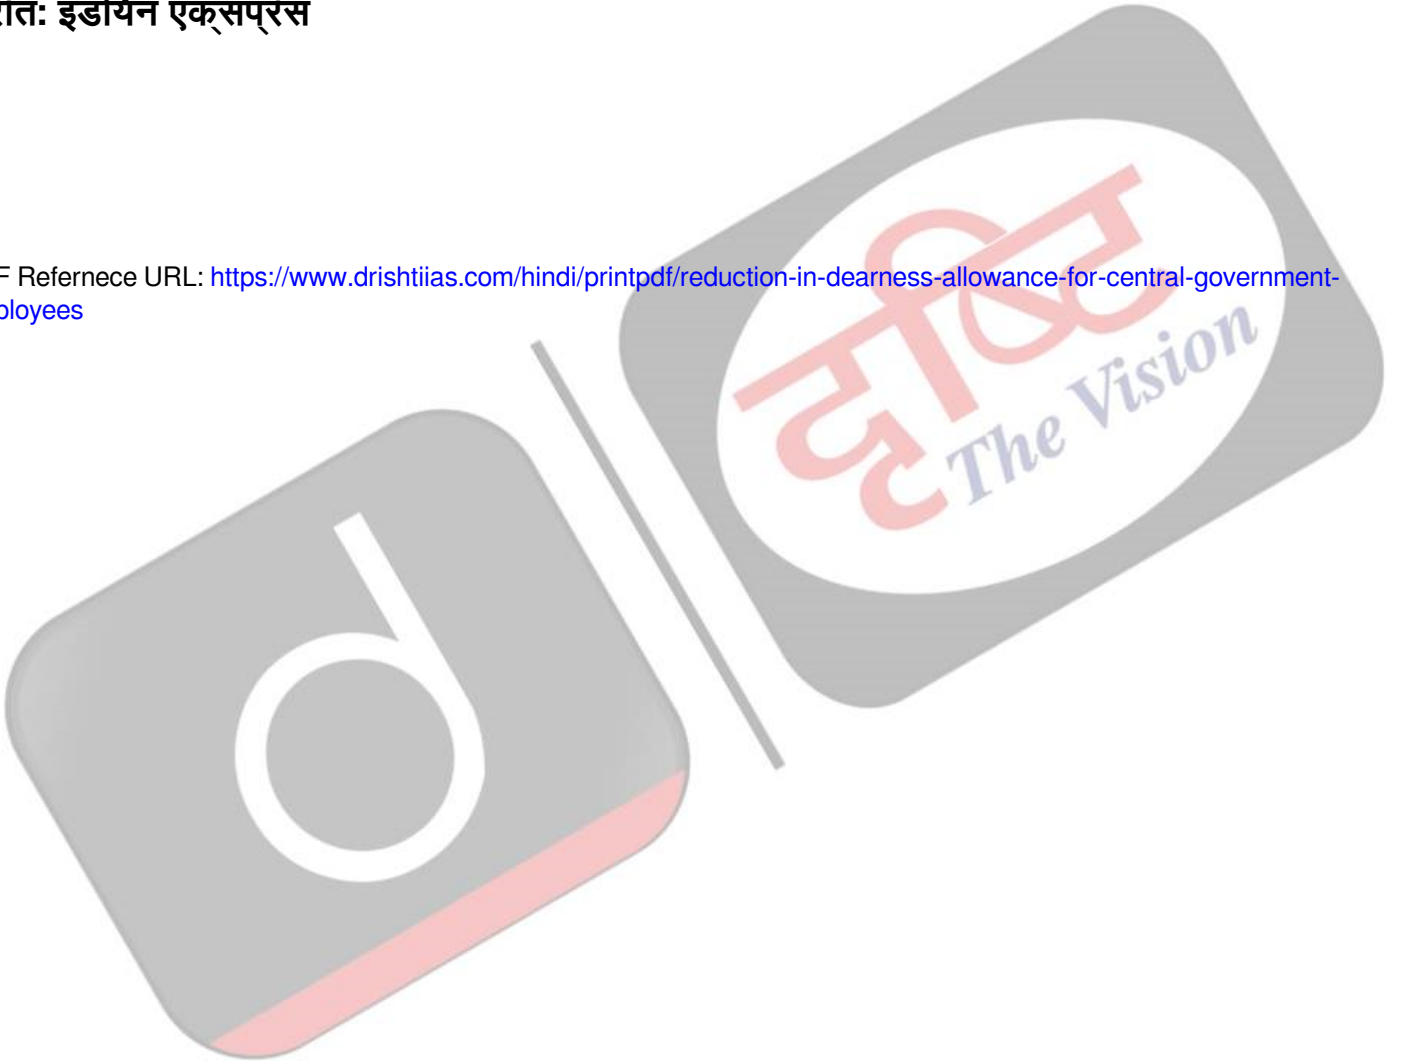 रोत: इंडियन एक्सप्रेस
F Refernece URL: https://www.drishtiias.com/hindi/printpdf/reduction-in-dearness-allowance-for-central-government-
ployees
दृष्टि
The Vision
d